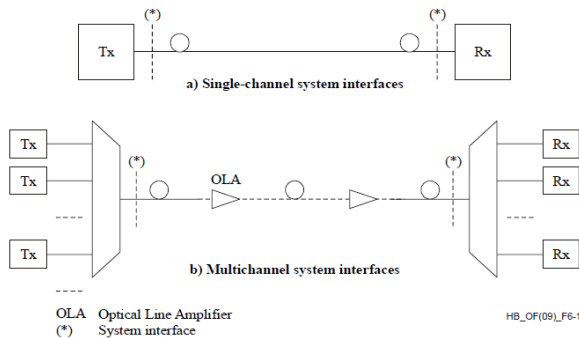 (*) (*)
Tx Rx
a) Single-channel system interfaces
Tx Rx
(*) (*)
Tx OLA Rx
Tx Rx
b) Multichannel system interfaces
OLA Optical Line Amplifier
(*) System interface
HB_OF(09)_F6-1